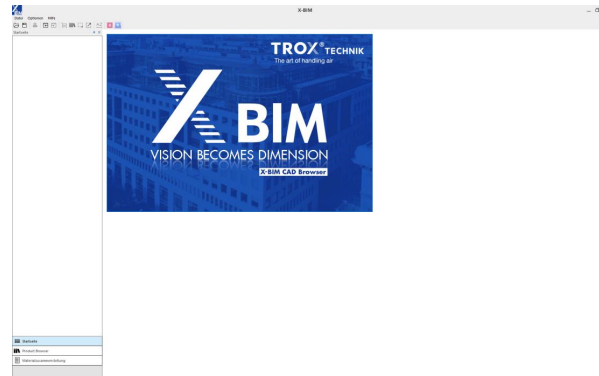 X-BIM
Datei Optionen Hilfe
Startseite
TROX® TECHNIK
The art of handling air
X BIM
VISION BECOMES DIMENSION
X-BIM CAD Browser
Startseite
Product Browser
Materialzusammenstellung